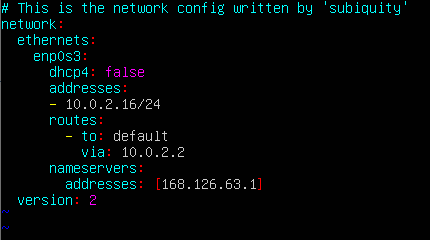 # This is the network config written by 'subiquity'
network:
  ethernets:
    enp0s3:
      dhcp4: false
      addresses:
      - 10.0.2.16/24
      routes:
        - to: default
          via: 10.0.2.2
      nameservers:
        addresses: [168.126.63.1]
  version: 2
~
~